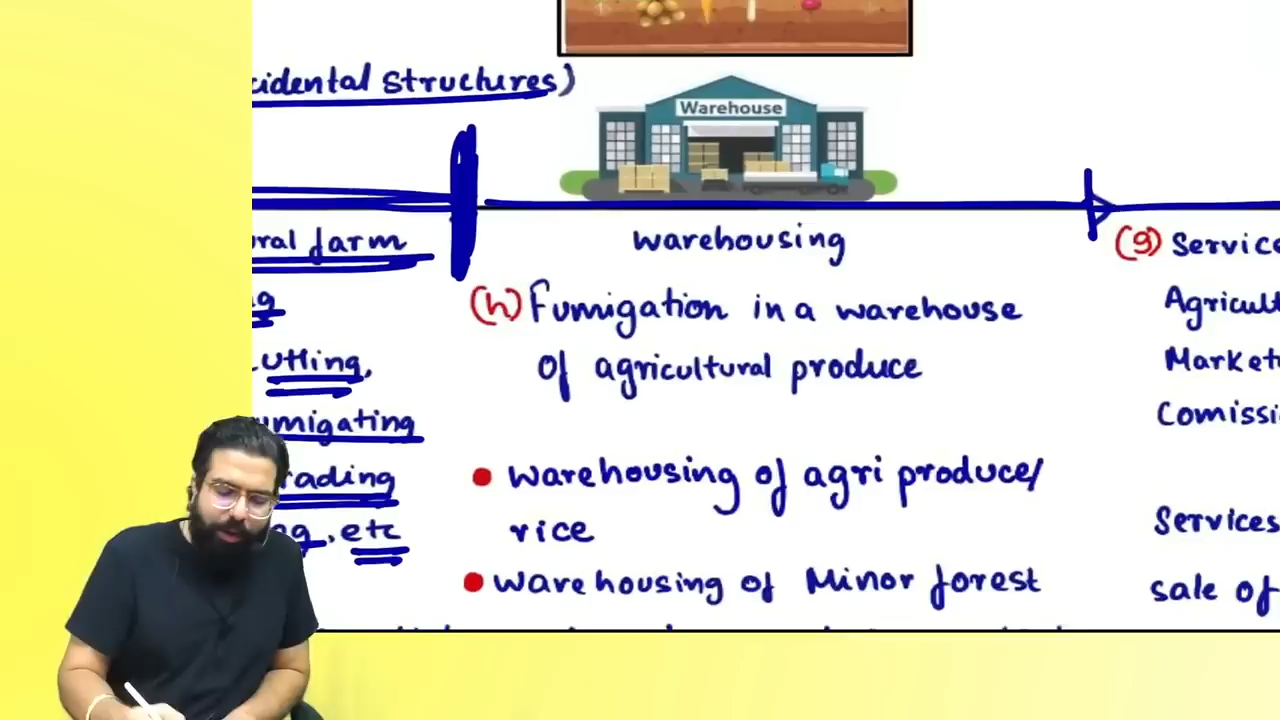 cidental Structures)
Warehouse
ral farm
utting,
umigating
rading
, etc
warehousing
(h) Fumigation in a warehouse
of agricultural produce
• warehousing of agri produce/
rice
• warehousing of Minor forest
(g) Service
Agricult
Market
Comissi
Services
sale of